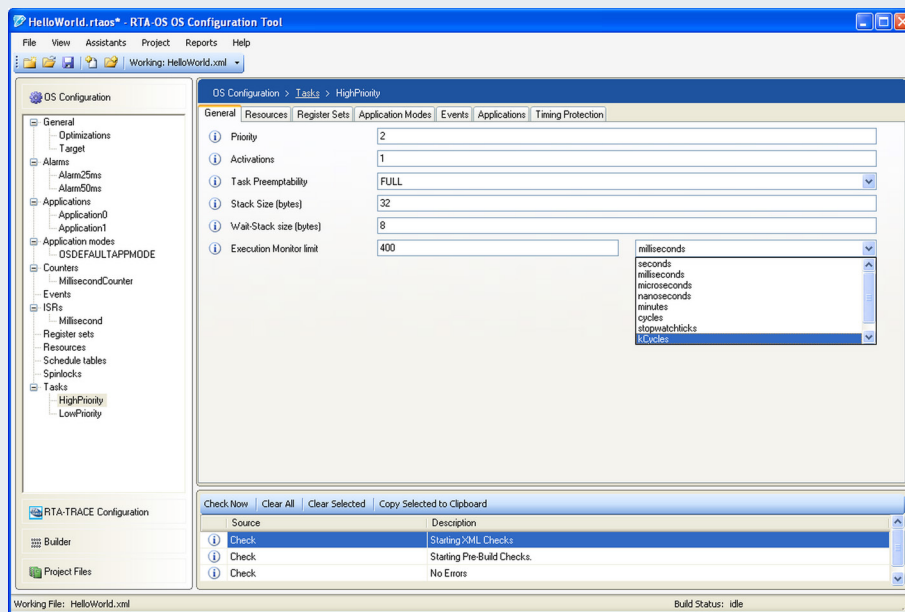 HelloWorld.rtaos* - RTA-OS OS Configuration Tool
File View Assistants Project Reports Help
Working: HelloWorld.xml
OS Configuration
General
Optimizations
Target
Alarms
Alarm25ms
Alarm50ms
Applications
Application0
Application1
Application modes
OSDEFAULTAPPMODE
Counters
MillisecondCounter
Events
ISRs
Millisecond
Register sets
Resources
Schedule tables
Spinlocks
Tasks
HighPriority
LowPriority
RTA-TRACE Configuration
Builder
Project Files
OS Configuration > Tasks > HighPriority
General Resources Register Sets Application Modes Events Applications Timing Protection
Priority 2
Activations 1
Task Preemptability FULL
Stack Size (bytes) 32
Wait-Stack size (bytes) 8
Execution Monitor limit 400 milliseconds
seconds
milliseconds
microseconds
nanoseconds
minutes
cycles
stopwatchticks
kCycles
Check Now Clear All Clear Selected Copy Selected to Clipboard
Source Description
Check Starting XML Checks
Check Starting Pre-Build Checks.
Check No Errors
Working File: HelloWorld.xml Build Status: idle